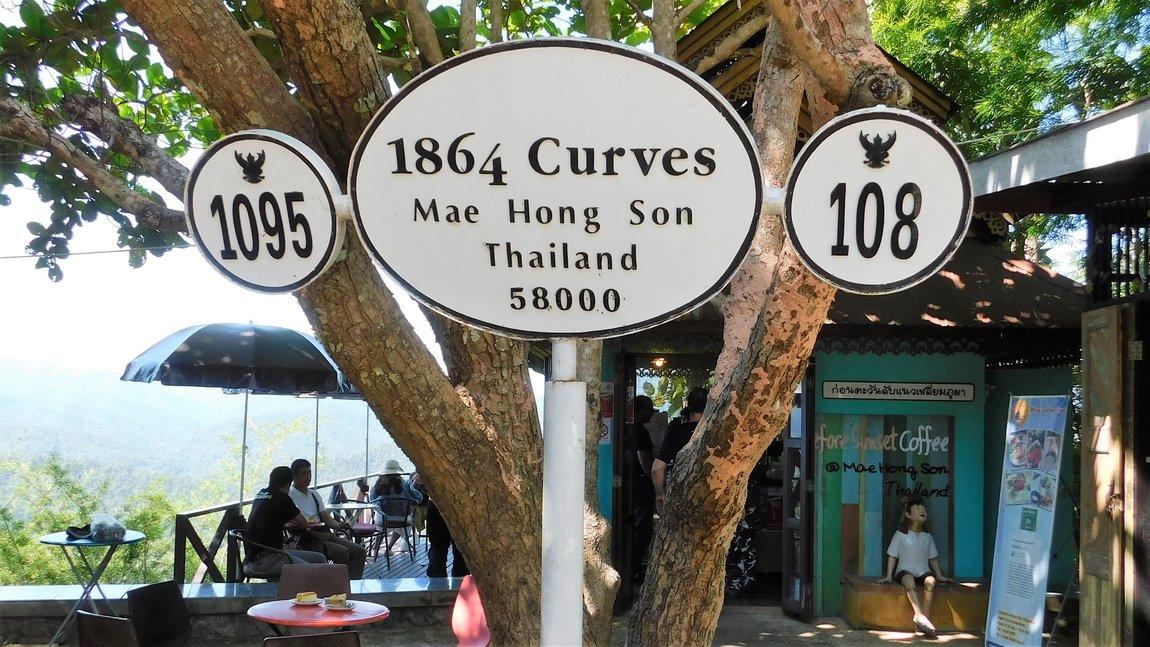 1095
1864 Curves
Mae Hong Son
Thailand
58000
108
ก่อนตะวันลับแนวเหลี่ยมภูผา
Sunset Coffee
@ Mae Hong Son
Thailand